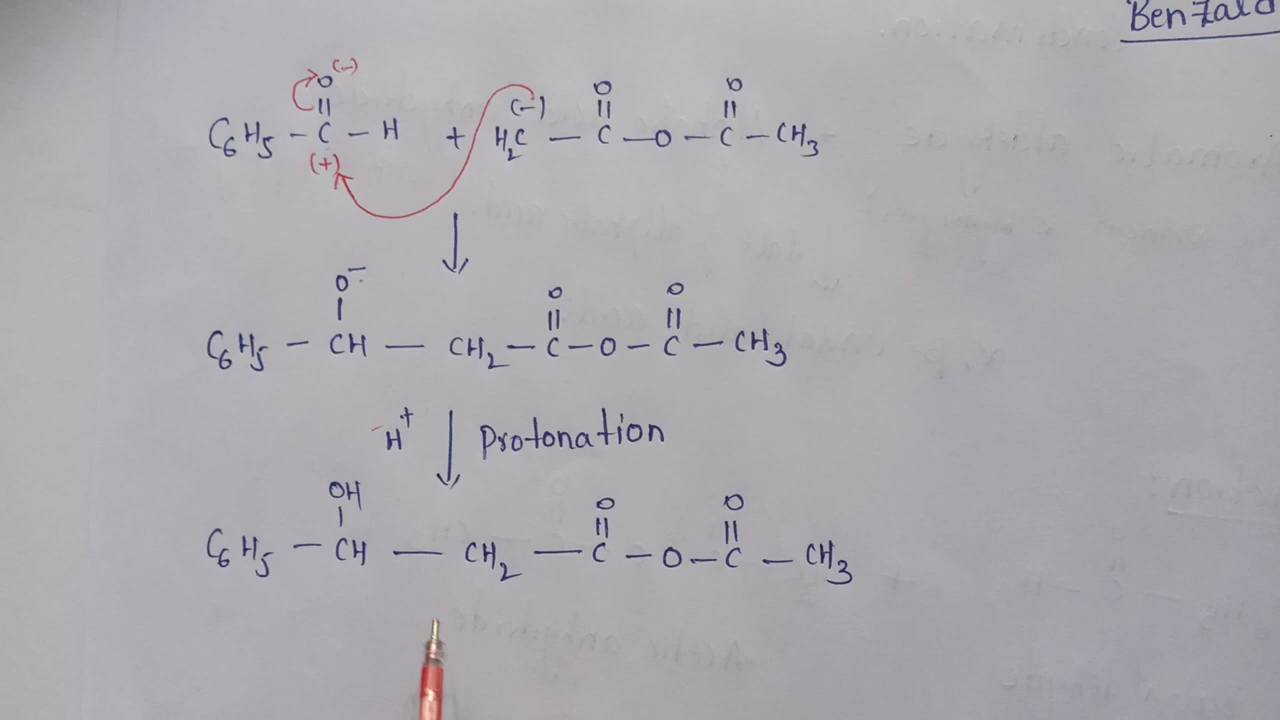 Benzald
O (-) O O
C6H5 - C - H + H2C (-) - C - O - C - CH3
(+)
O- O O
C6H5 - CH - CH2 - C - O - C - CH3
H+ Protonation
OH O O
C6H5 - CH - CH2 - C - O - C - CH3